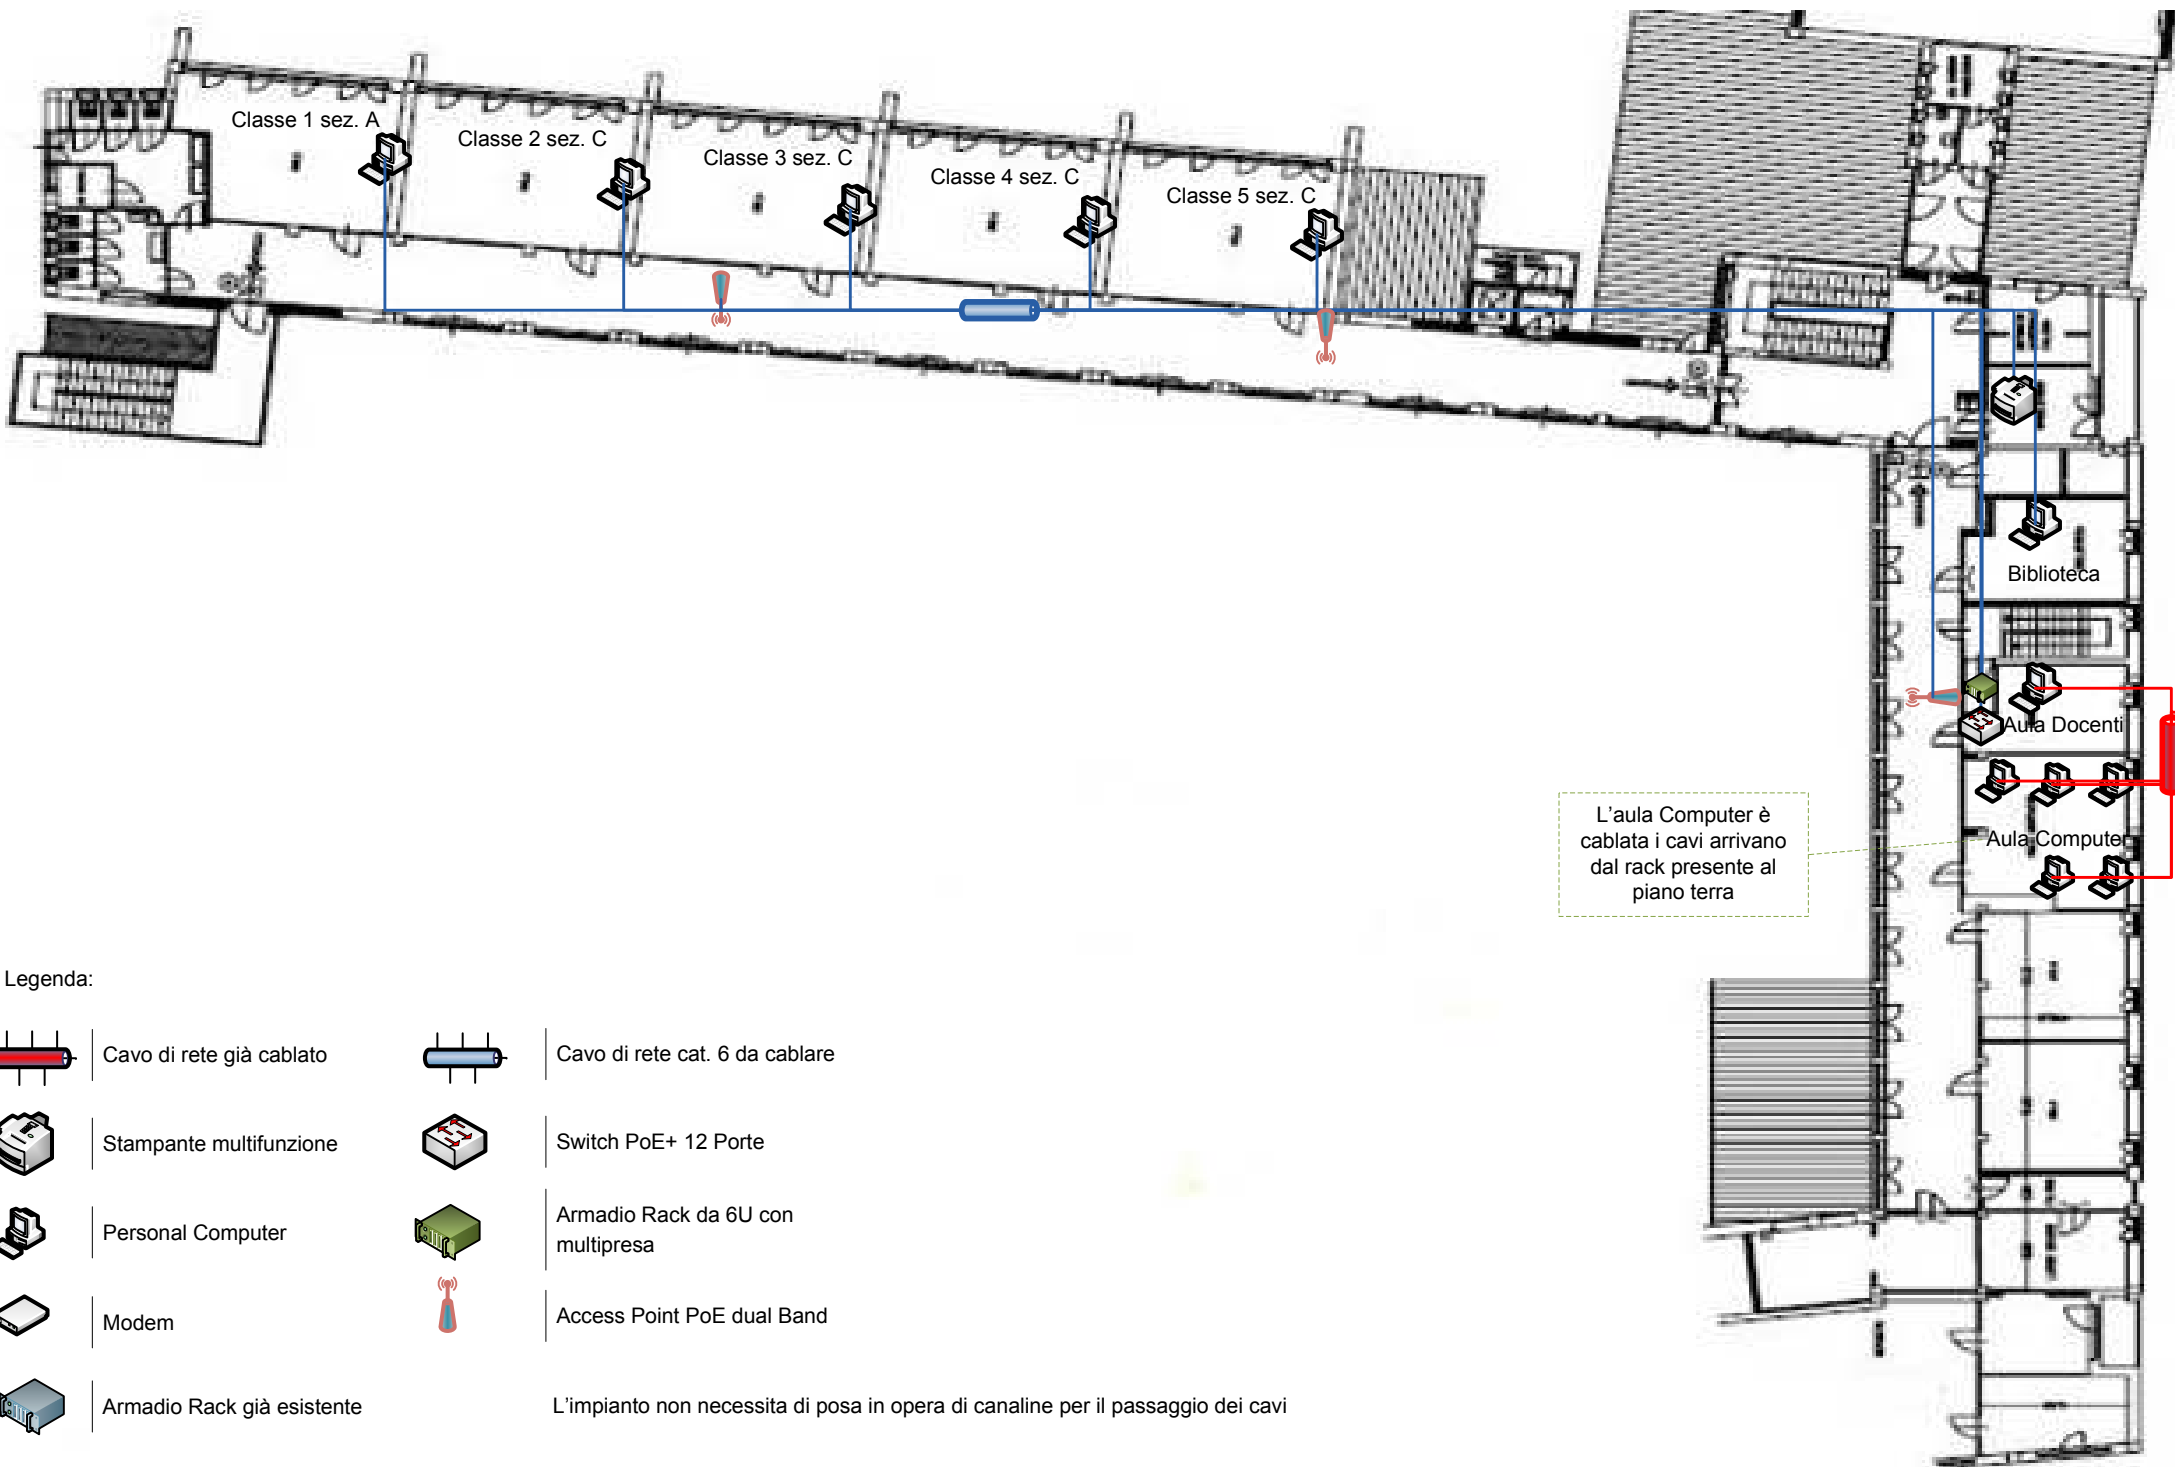 Classe 1 sez. A
Classe 2 sez. C
Classe 3 sez. C
Classe 4 sez. C
Classe 5 sez. C
Biblioteca
Aula Docenti
Aula Computer
L'aula Computer è
cablata i cavi arrivano
dal rack presente al
piano terra
Legenda:
Cavo di rete già cablato
Cavo di rete cat. 6 da cablare
Stampante multifunzione
Switch PoE+ 12 Porte
Personal Computer
Armadio Rack da 6U con
multipresa
Modem
Access Point PoE dual Band
Armadio Rack già esistente
L'impianto non necessita di posa in opera di canaline per il passaggio dei cavi